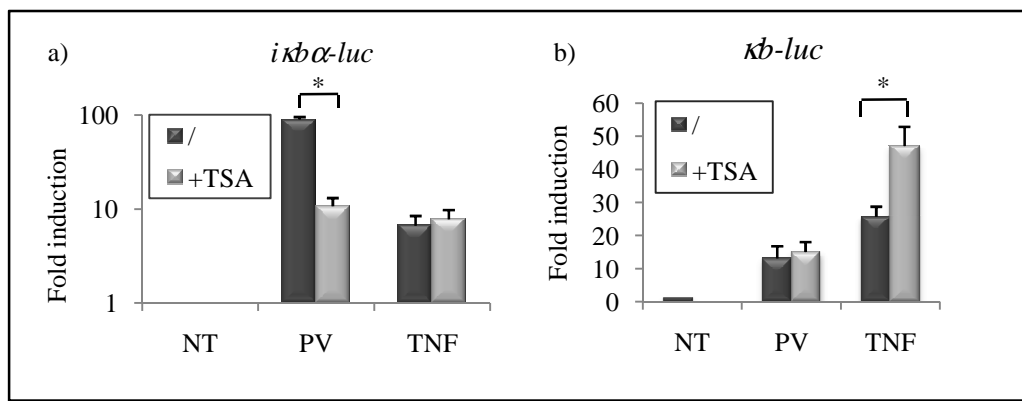 a)
iκbα-luc
*
Fold induction
100
10
1
/
+TSA
NT PV TNF
b)
κb-luc
*
Fold induction
60
50
40
30
20
10
0
/
+TSA
NT PV TNF